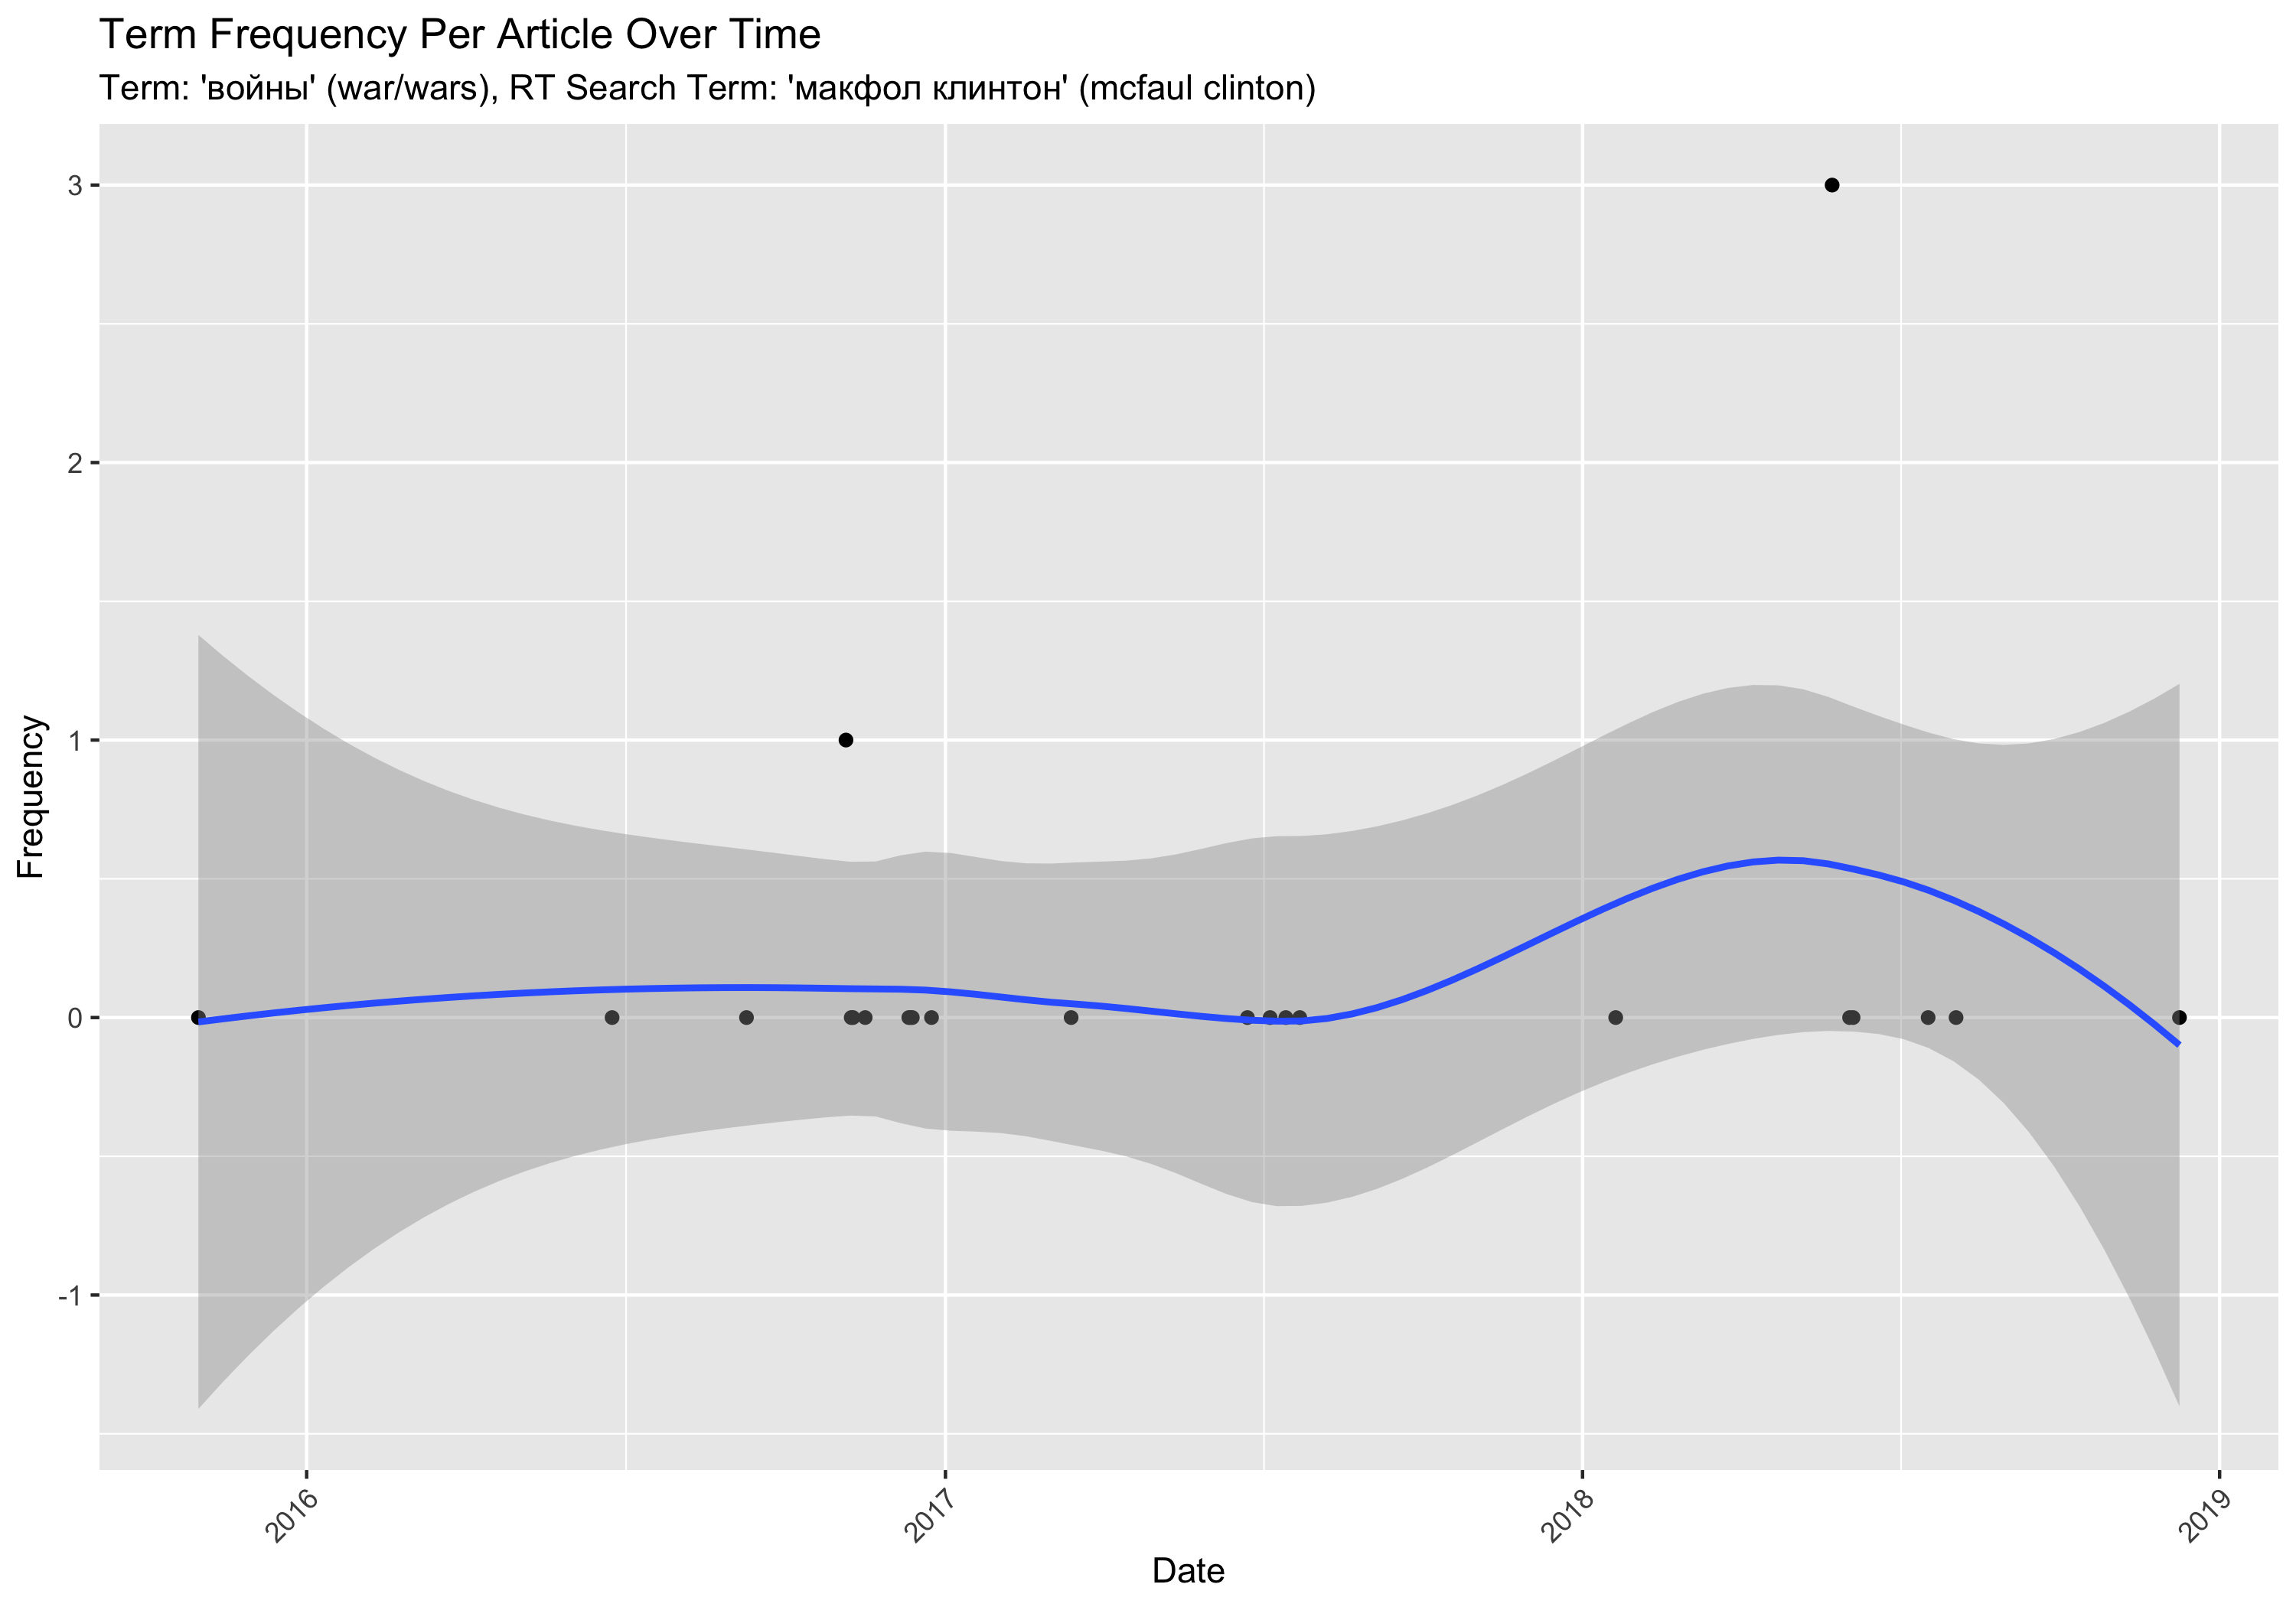 Term Frequency Per Article Over Time
Term: 'войны' (war/wars), RT Search Term: 'макфол клинтон' (mcfaul clinton)
3
2
1
0
-1
Frequency
2016
2017
2018
2019
Date